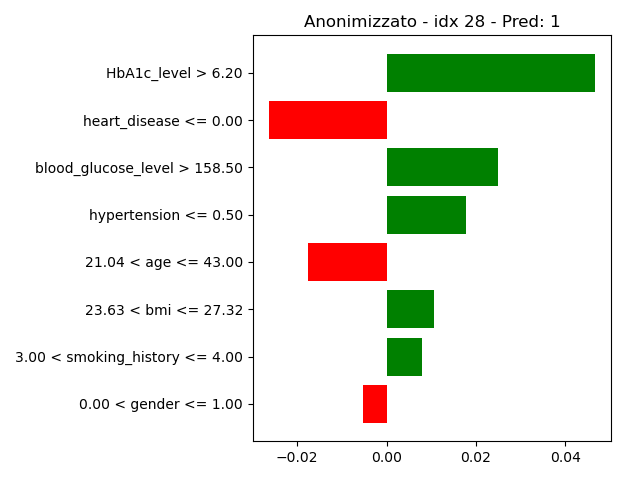 Anonimizzato - idx 28 - Pred: 1
HbA1c_level > 6.20
heart_disease <= 0.00
blood_glucose_level > 158.50
hypertension <= 0.50
21.04 < age <= 43.00
23.63 < bmi <= 27.32
3.00 < smoking_history <= 4.00
0.00 < gender <= 1.00
−0.02 0.00 0.02 0.04